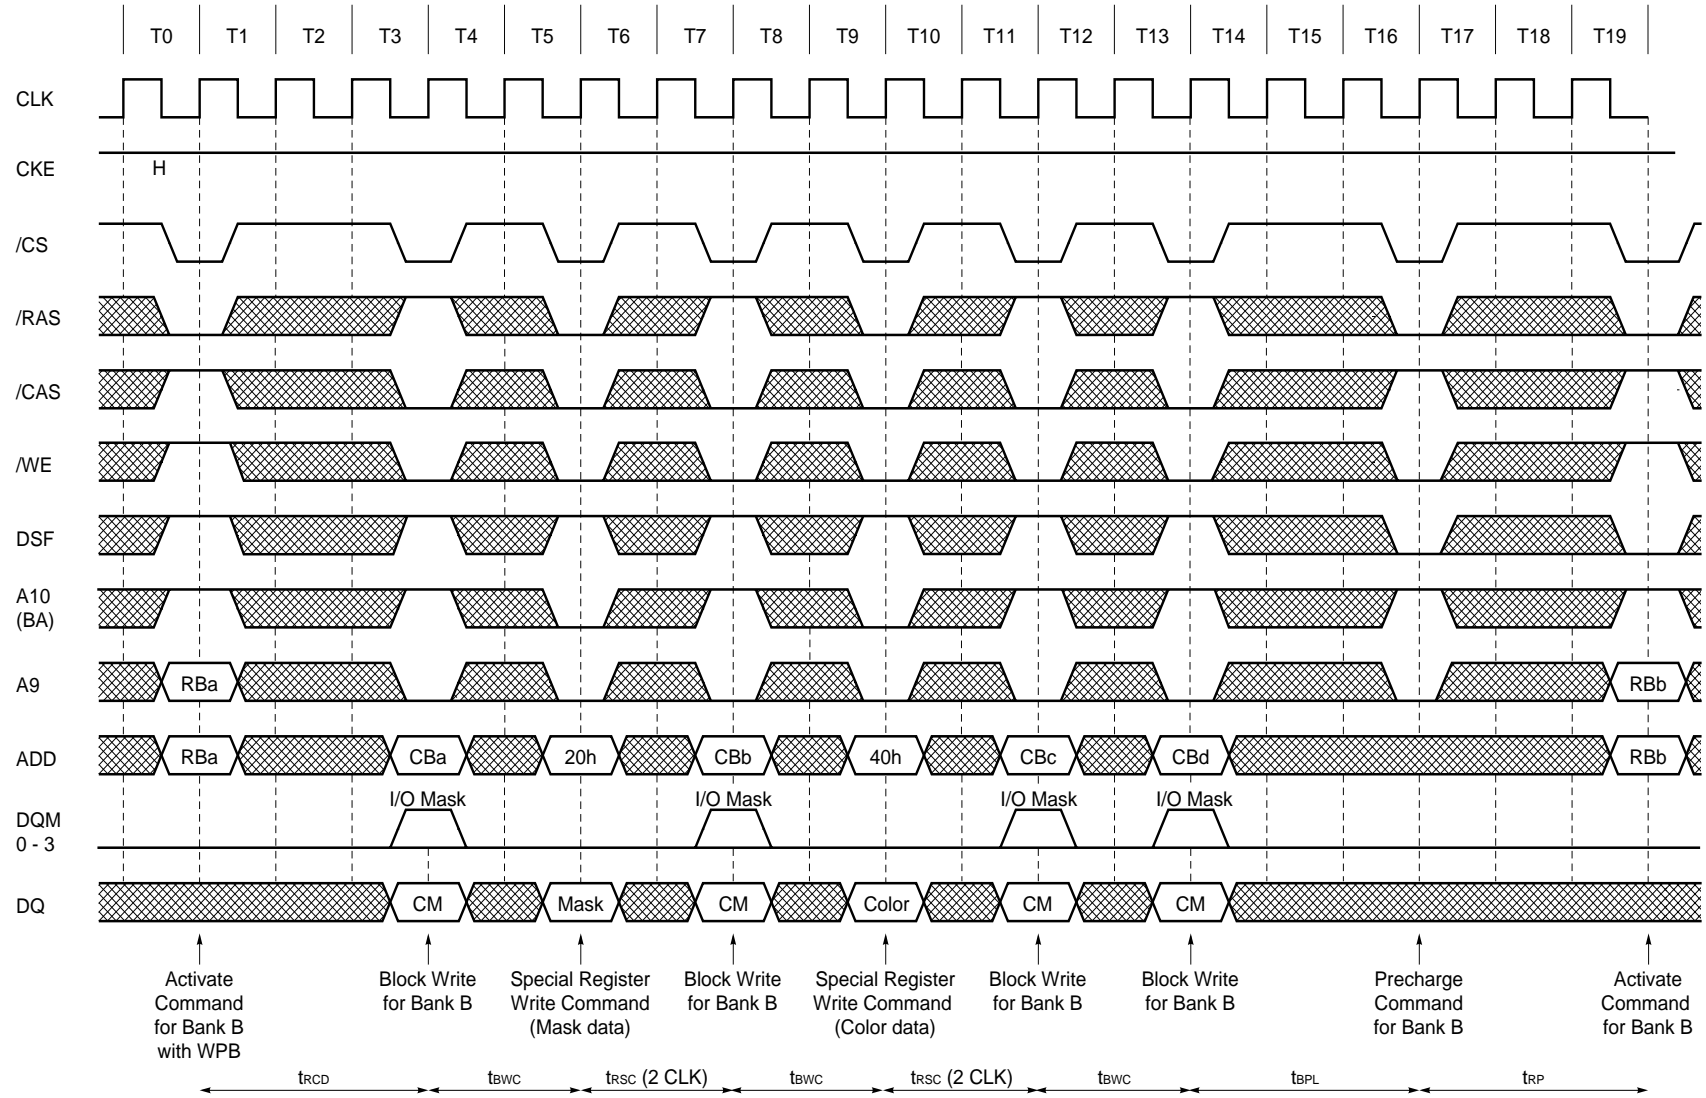 T0 T1 T2 T3 T4 T5 T6 T7 T8 T9 T10 T11 T12 T13 T14 T15 T16 T17 T18 T19
CLK
CKE H
/CS
/RAS
/CAS
/WE
DSF
A10
(BA)
A9 RBa RBb
ADD RBa CBa 20h CBb 40h CBc CBd RBb
I/O Mask I/O Mask I/O Mask I/O Mask
DQM
0 - 3
DQ CM Mask CM Color CM CM
Activate
Command
for Bank B
with WPB
Block Write
for Bank B
Special Register
Write Command
(Mask data)
Block Write
for Bank B
Special Register
Write Command
(Color data)
Block Write
for Bank B
Block Write
for Bank B
Precharge
Command
for Bank B
Activate
Command
for Bank B
tRCD tBWC tRSC (2 CLK) tBWC tRSC (2 CLK) tBWC tBPL tRP